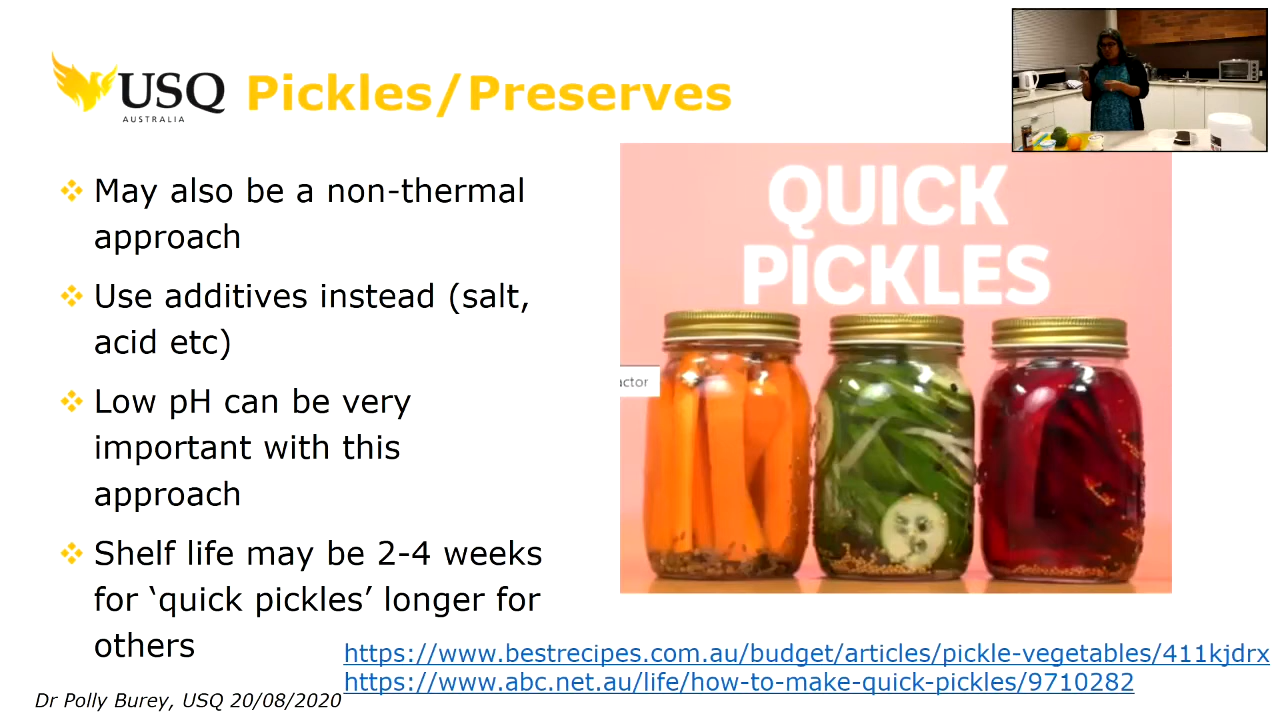 USQ
AUSTRALIA
Pickles/Preserves
❖ May also be a non-thermal
approach
❖ Use additives instead (salt,
acid etc)
❖ Low pH can be very
important with this
approach
❖ Shelf life may be 2-4 weeks
for ‘quick pickles’ longer for
others
QUICK
PICKLES
actor
https://www.bestrecipes.com.au/budget/articles/pickle-vegetables/411kjdrx
https://www.abc.net.au/life/how-to-make-quick-pickles/9710282
Dr Polly Burey, USQ 20/08/2020